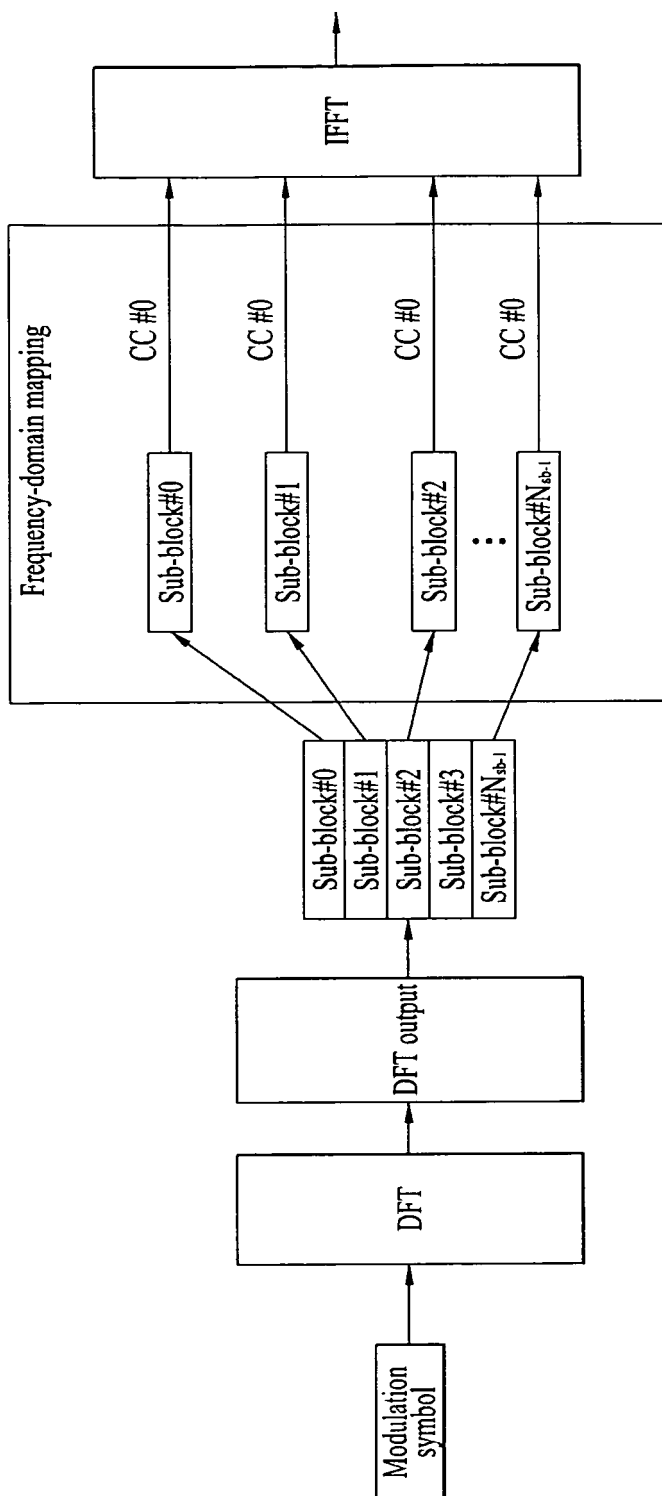 Modulation
symbol
DFT
DFT output
Sub-block#0
Sub-block#1
Sub-block#2
Sub-block#3
Sub-block#Nsb-1
Frequency-domain mapping
Sub-block#0
CC #0
Sub-block#1
CC #0
Sub-block#2
CC #0
Sub-block#Nsb-1
CC #0
IFFT